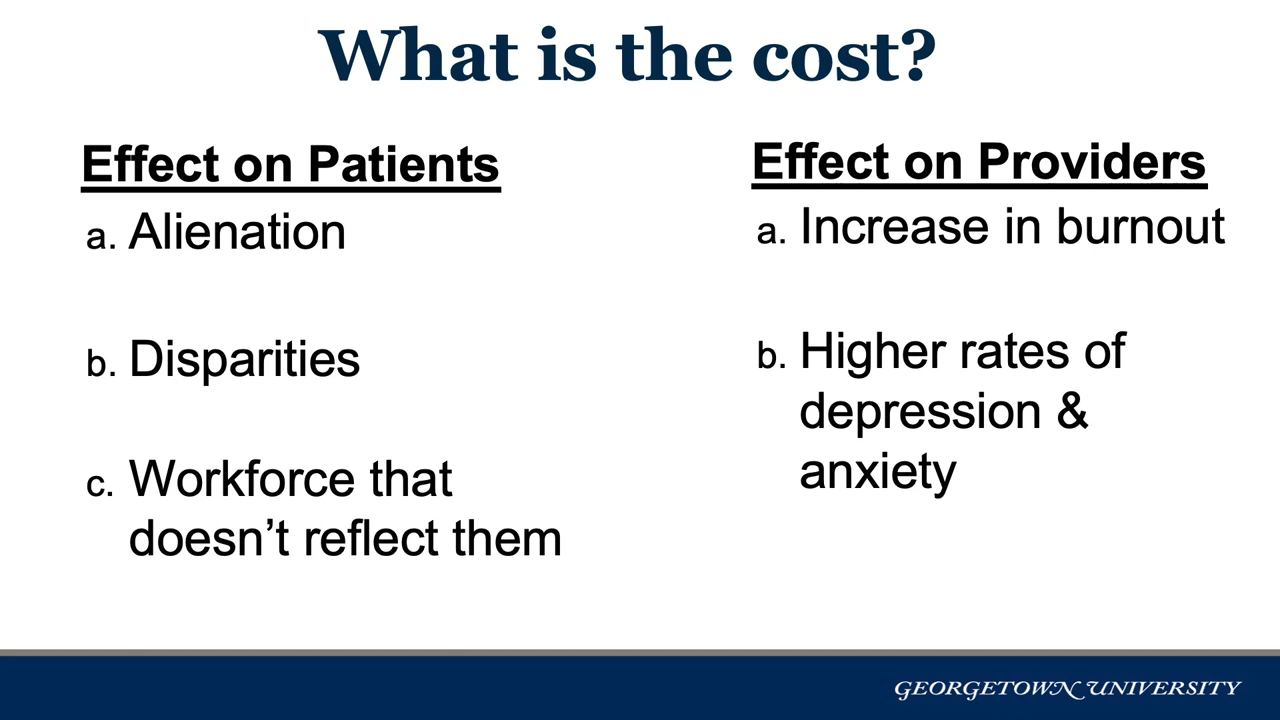 What is the cost?
Effect on Patients
a. Alienation
b. Disparities
c. Workforce that
doesn’t reflect them
Effect on Providers
a. Increase in burnout
b. Higher rates of
depression &
anxiety
GEORGETOWN UNIVERSITY